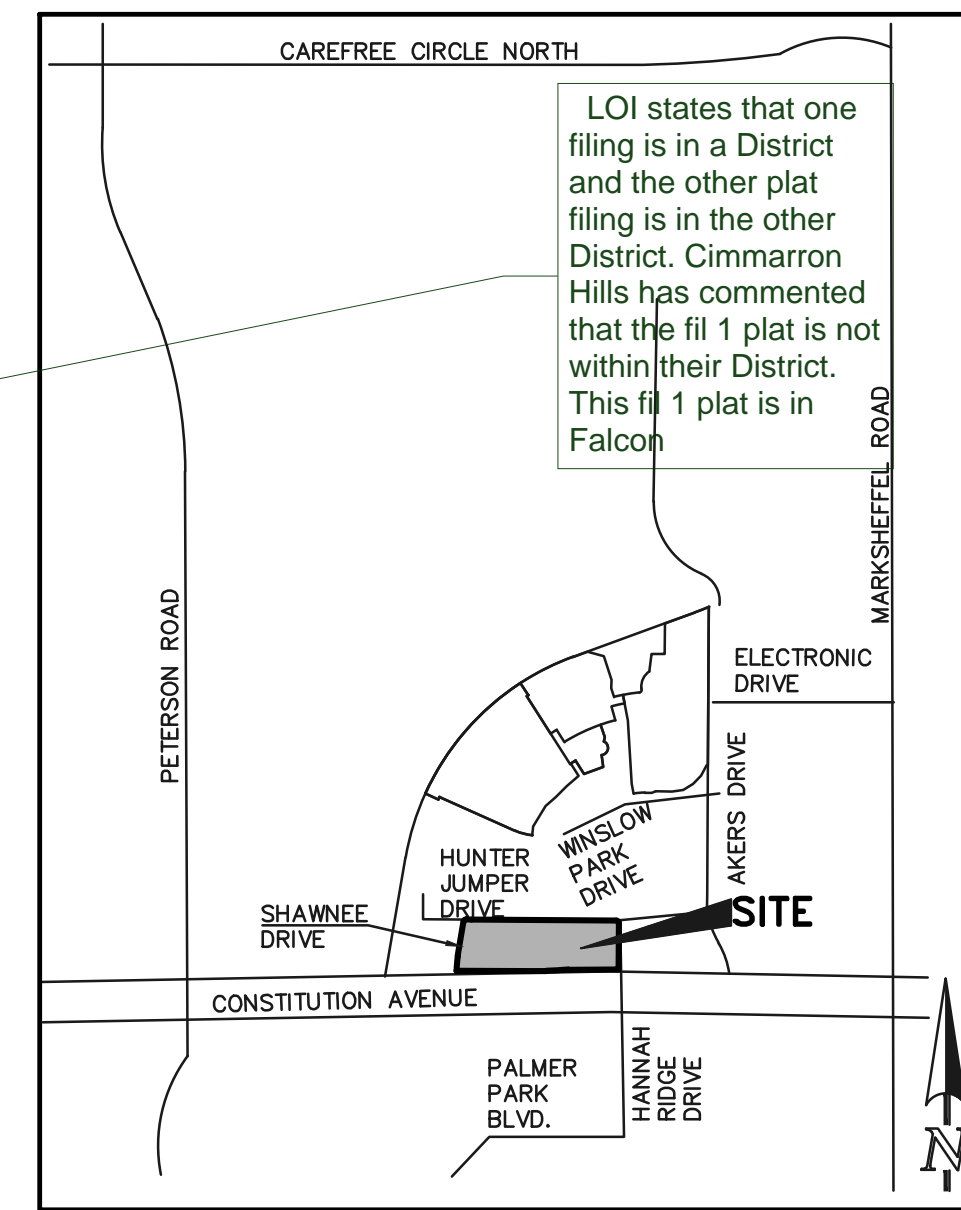 CAREFREE CIRCLE NORTH
LOI states that one
filing is in a District
and the other plat
filing is in the other
District. Cimmarron
Hills has commented
that the fil 1 plat is not
within their District.
This fil 1 plat is in
Falcon
MARKSHEFFEL ROAD
PETERSON ROAD
ELECTRONIC
DRIVE
AKERS DRIVE
WINSLOW
PARK
DRIVE
HUNTER
JUMPER
DRIVE
SHAWNEE
DRIVE
SITE
CONSTITUTION AVENUE
PALMER
PARK
BLVD.
HANNAH
RIDGE
DRIVE
N